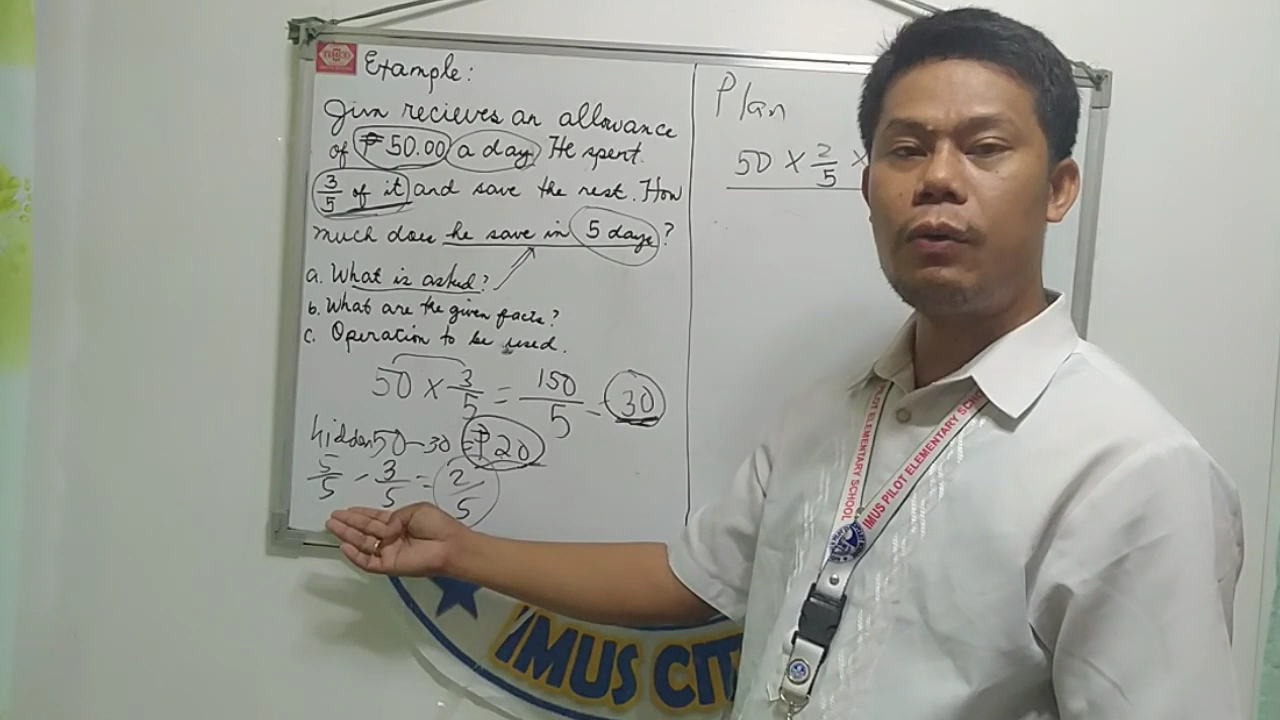 Example:
Jim recieves an allowance
of ₱50.00 a day. He spent
3/5 of it and save the rest. How
much does he save in 5 days?
a. What is asked?
b. What are the given facts?
c. Operation to be used.
50 × 3/5 = 150/5 = 30
hidden 50 - 30 = ₱20
5/5 - 3/5 = 2/5
Plan
50 × 2/5 ×
IMUS PILOT ELEMENTARY SCHO
ELEMENTARY SCHOOL
IMUS CIT